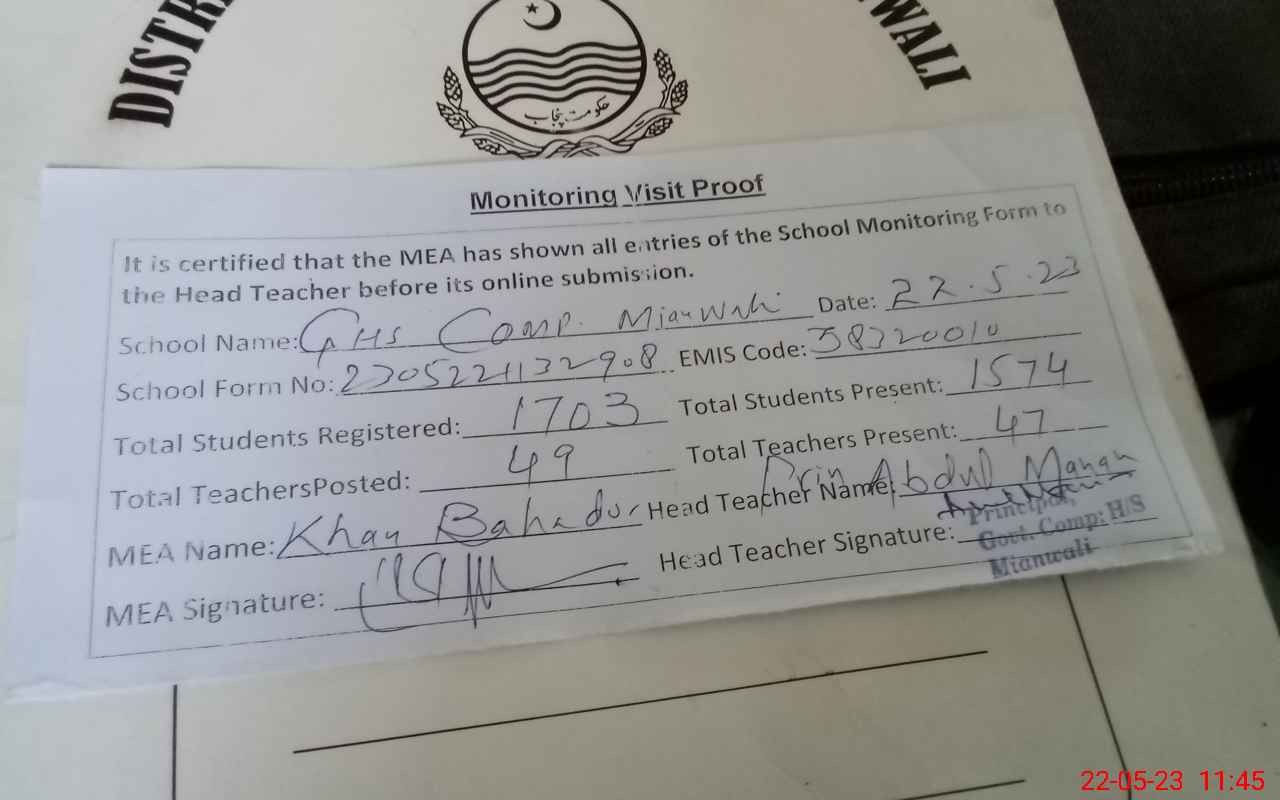 DISTR
WALI
حکومت پنجاب
Monitoring Visit Proof
It is certified that the MEA has shown all entries of the School Monitoring Form to
the Head Teacher before its online submission.
School Name: GHS Comp. Mianwali Date: 22.5.23
School Form No: EMIS Code: 38320010
Total Students Registered: 1703 Total Students Present: 1574
Total TeachersPosted: 49 Total Teachers Present: 47
MEA Name: Khan Bahadur Head Teacher Name: Prin Abdul Manan
MEA Signature: Head Teacher Signature:
Principal,
Govt. Comp: H/S
Mianwali
22-05-23 11:45